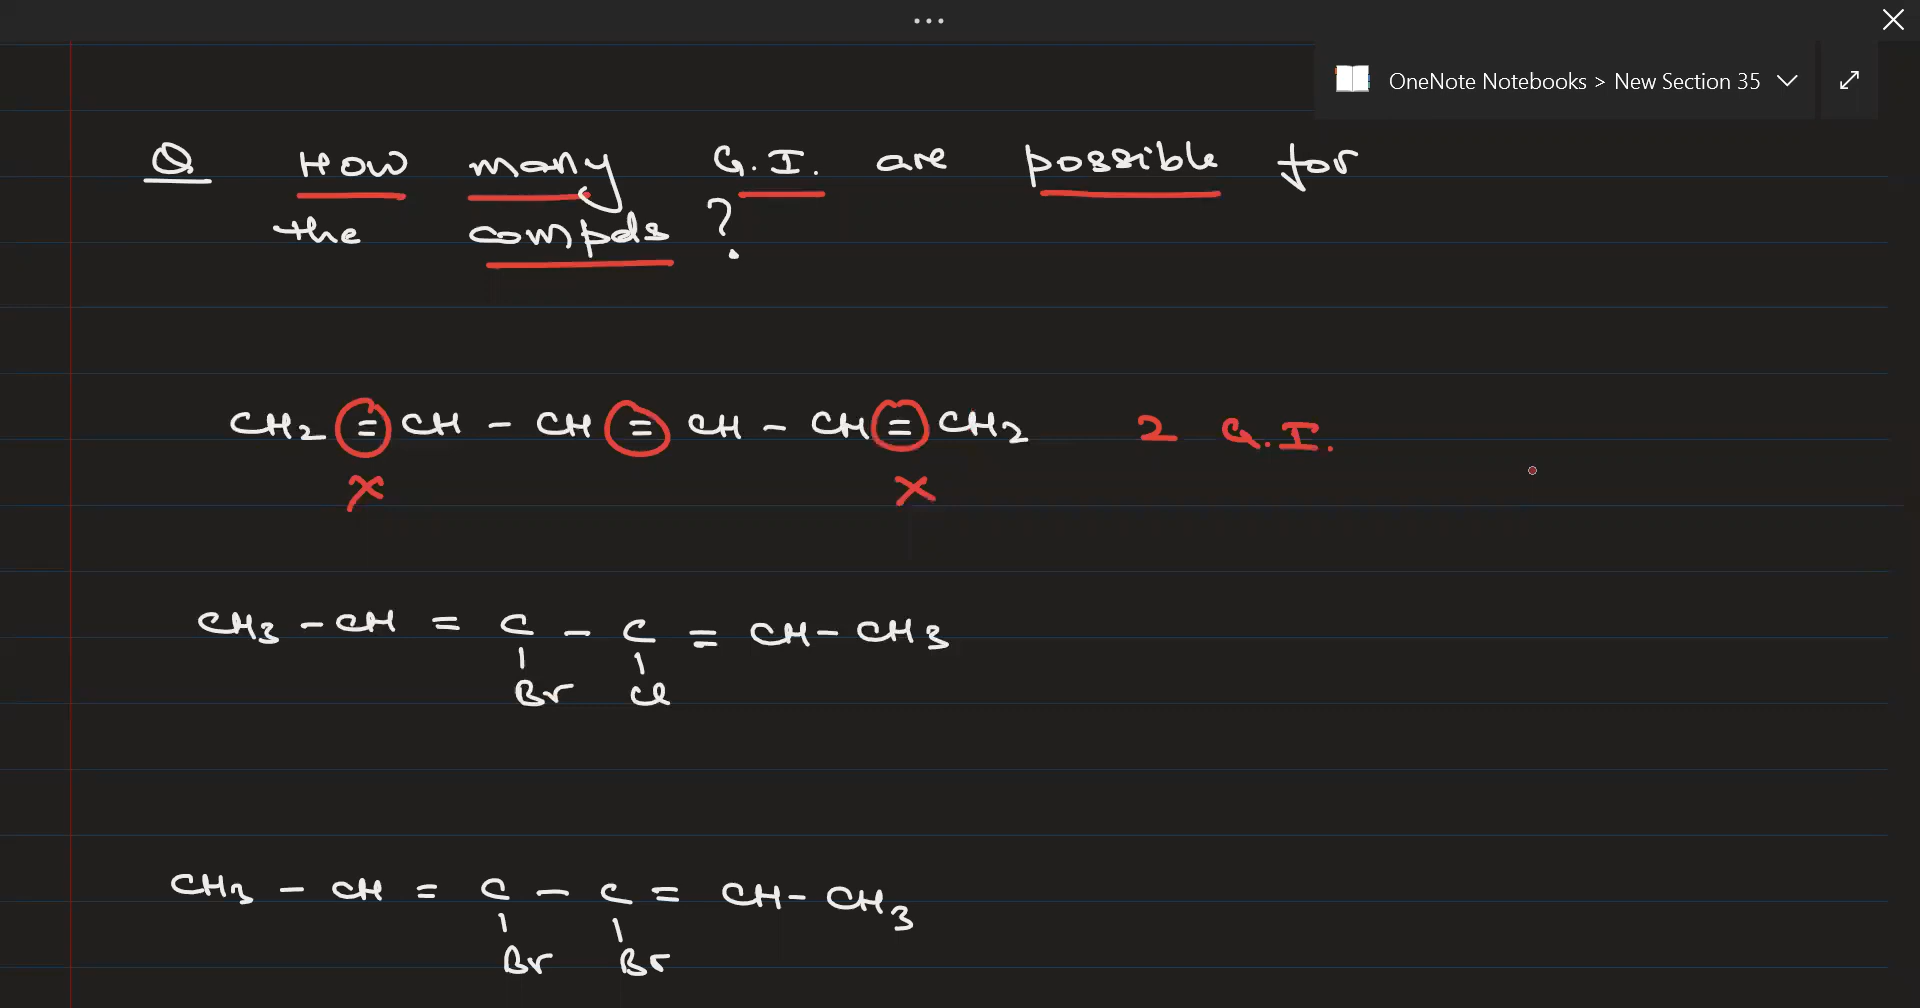 ...
OneNote Notebooks > New Section 35
Q How many G.I. are possible for
the compds ?
CH2 = CH - CH = CH - CH = CH2 2 G.I.
x x
CH3 - CH = C - C = CH - CH3
Br Cl
CH3 - CH = C - C = CH - CH3
Br Br